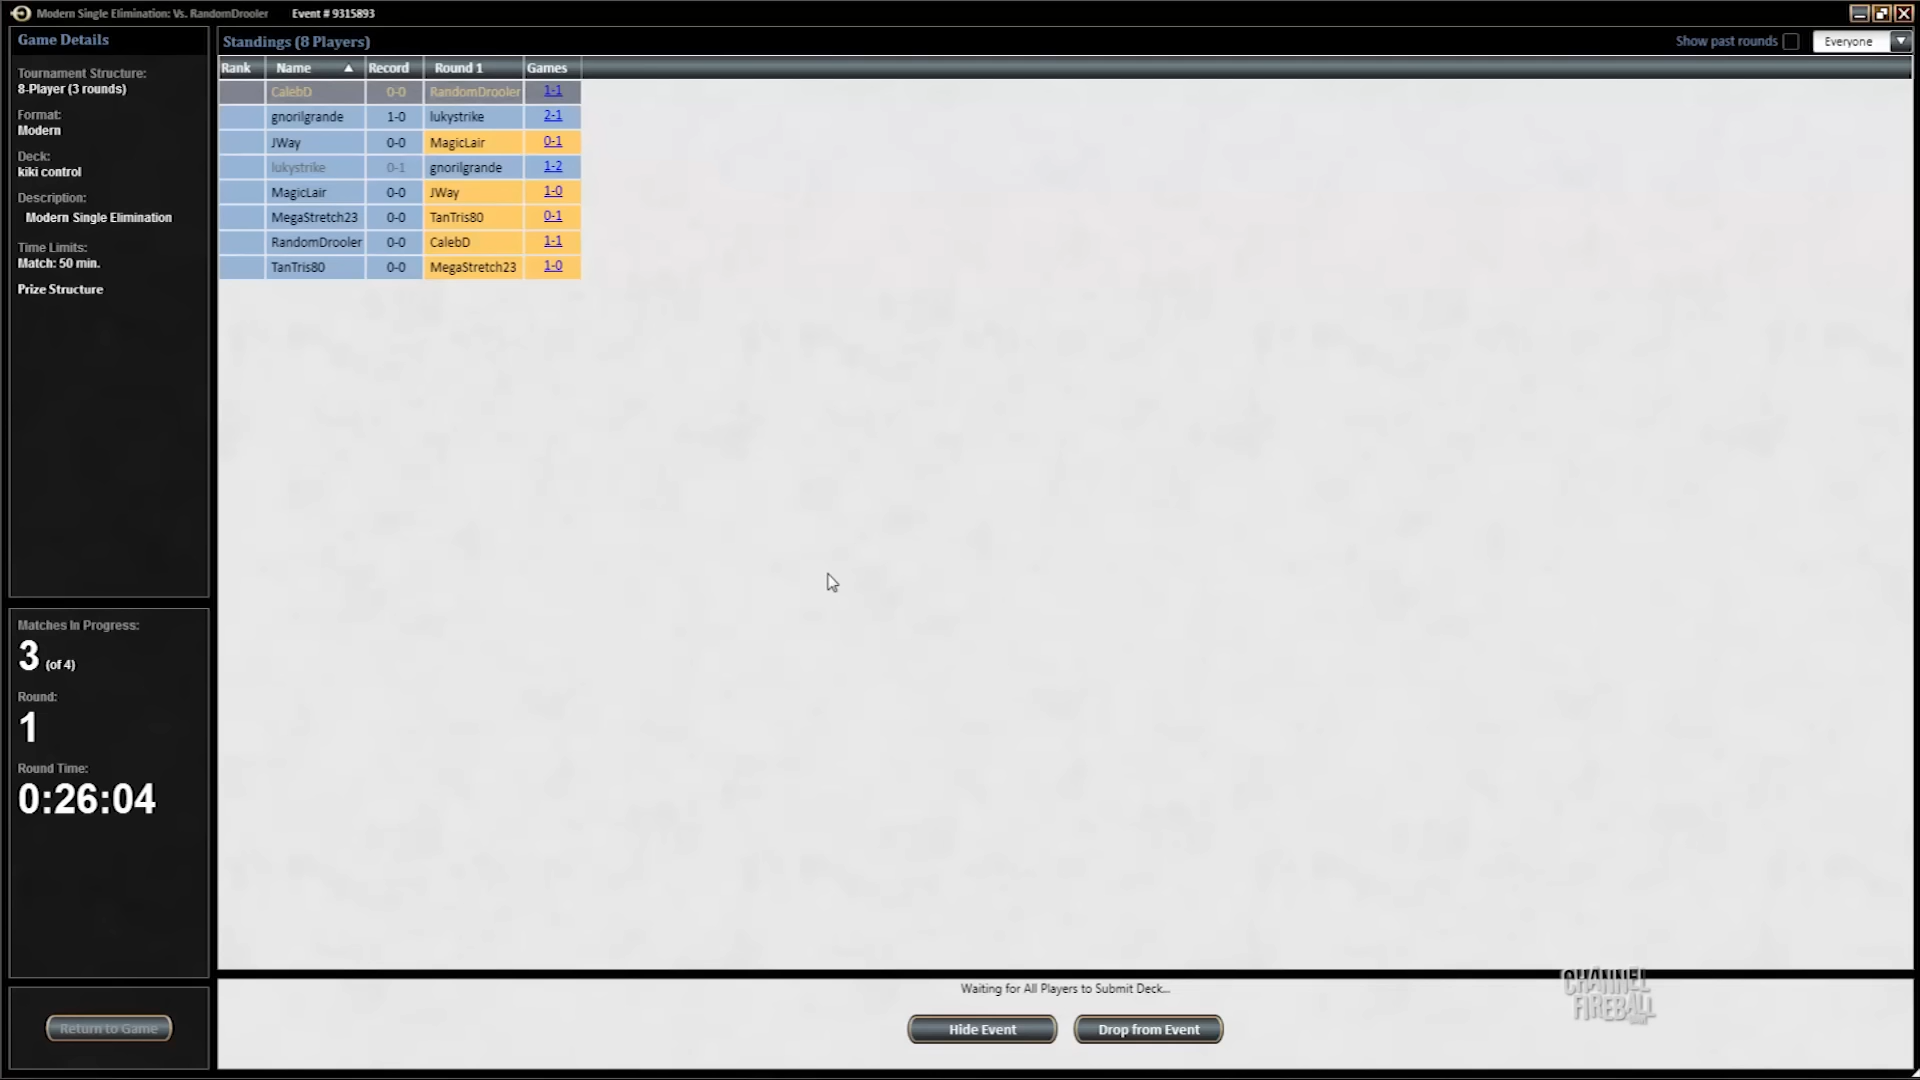 Modern Single Elimination: Vs. RandomDrooler Event # 9315893
Game Details
Tournament Structure:
8-Player (3 rounds)
Format:
Modern
Deck:
kiki control
Description:
Modern Single Elimination
Time Limits:
Match: 50 min.
Prize Structure
Matches In Progress:
3 (of 4)
Round:
1
Round Time:
0:26:04
Return to Game
Standings (8 Players)
Show past rounds Everyone
Rank Name Record Round 1 Games
CalebD 0-0 RandomDrooler 1-1
gnorilgrande 1-0 lukystrike 2-1
JWay 0-0 MagicLair 0-1
lukystrike 0-1 gnorilgrande 1-2
MagicLair 0-0 JWay 1-0
MegaStretch23 0-0 TanTris80 0-1
RandomDrooler 0-0 CalebD 1-1
TanTris80 0-0 MegaStretch23 1-0
Waiting for All Players to Submit Deck...
Hide Event Drop from Event
CHANNEL
FIREBALL